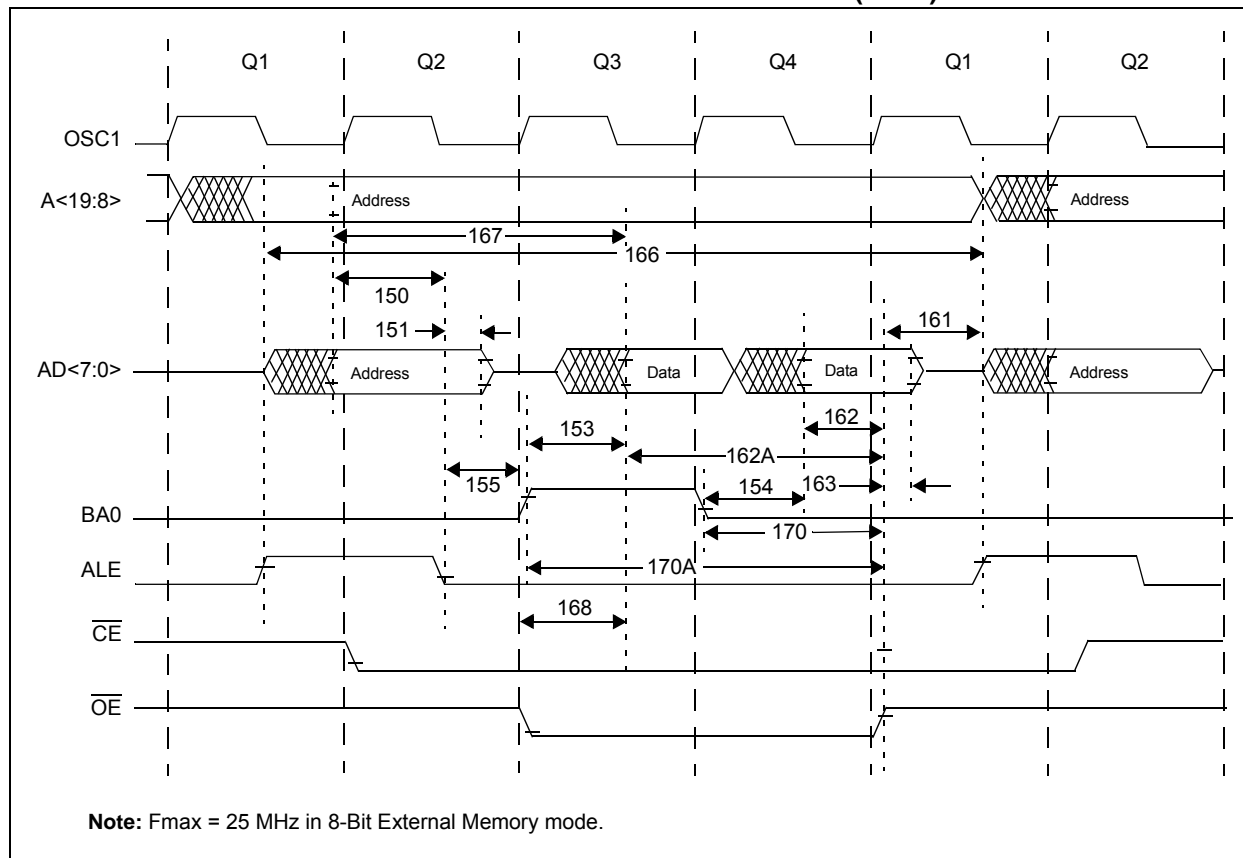 Q1 Q2 Q3 Q4 Q1 Q2
OSC1
A<19:8>
Address
Address
167
166
150
151
161
AD<7:0>
Address
Data
Data
Address
153
162
162A
155
154
163
BA0
170
ALE
170A
168
CE
OE
Note: Fmax = 25 MHz in 8-Bit External Memory mode.